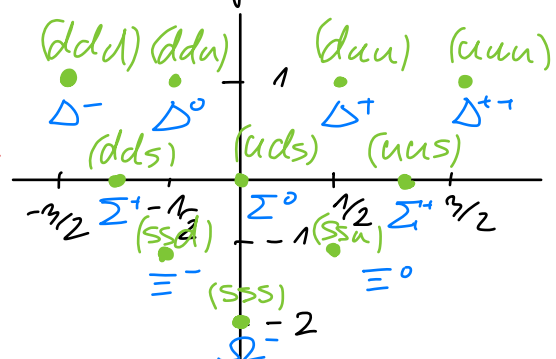 (ddd) (ddu) (duu) (uuu)
1
Δ⁻ Δ⁰ Δ⁺ Δ⁺⁺
(dds) (uds) (uus)
-3/2 Σ⁺ -1/2 Σ⁰ 1/2 Σ⁺ 3/2
(ssd) -1 (ssu)
Ξ⁻ Ξ⁰
(sss)
-2
Ω⁻